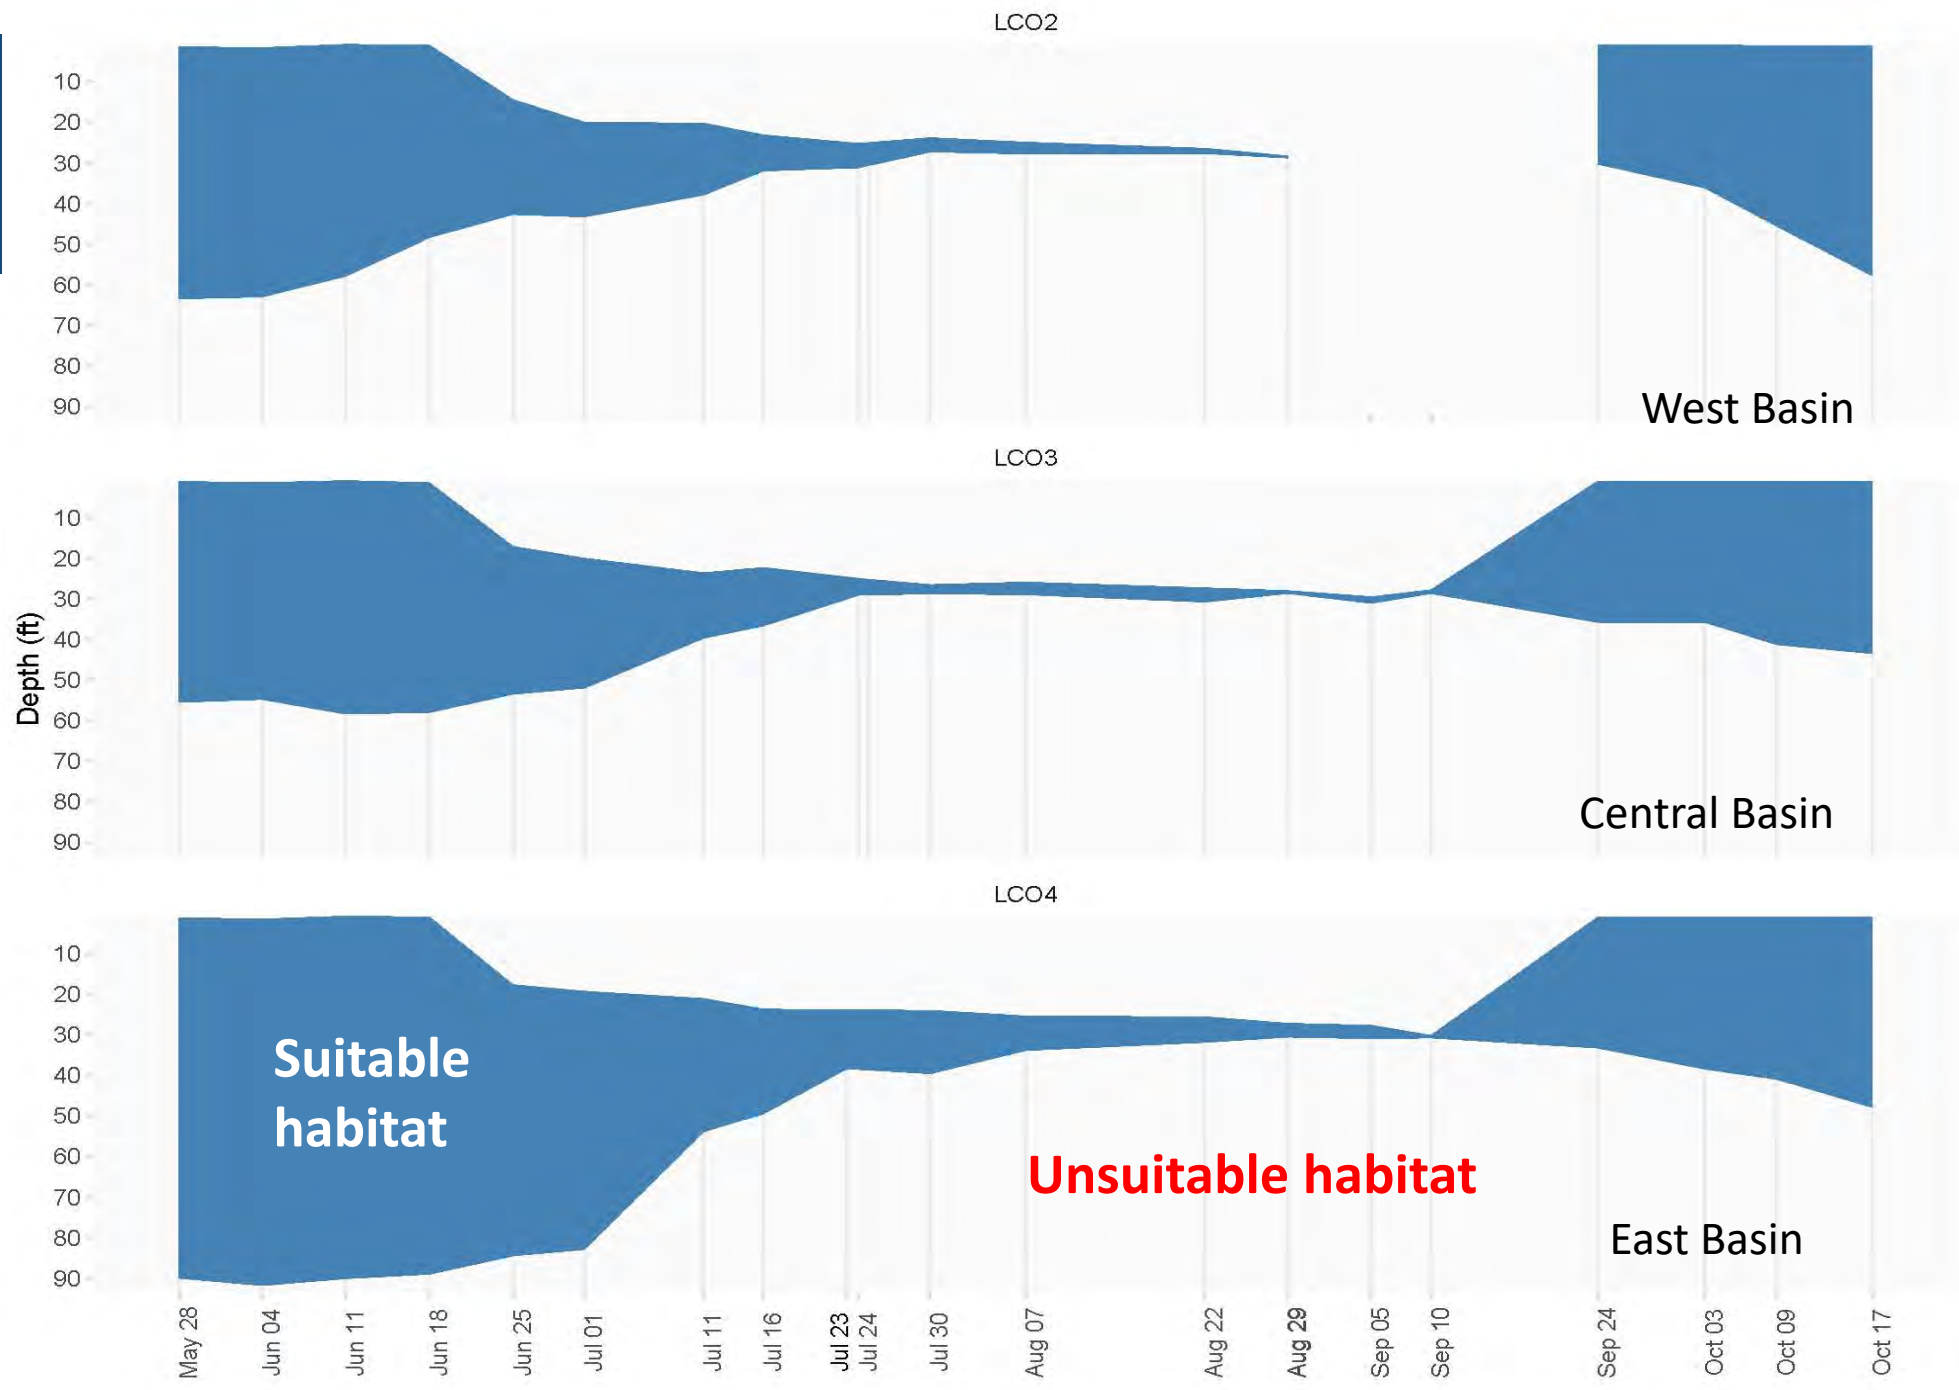 LCO2
10
20
30
40
50
60
70
80
90
West Basin
LCO3
10
20
30
40
50
60
70
80
90
Depth (ft)
Central Basin
LCO4
10
20
30
40
50
60
70
80
90
Suitable
habitat
Unsuitable habitat
East Basin
May 28
Jun 04
Jun 11
Jun 18
Jun 25
Jul 01
Jul 11
Jul 16
Jul 23
Jul 24
Jul 30
Aug 07
Aug 22
Aug 29
Sep 05
Sep 10
Sep 24
Oct 03
Oct 09
Oct 17